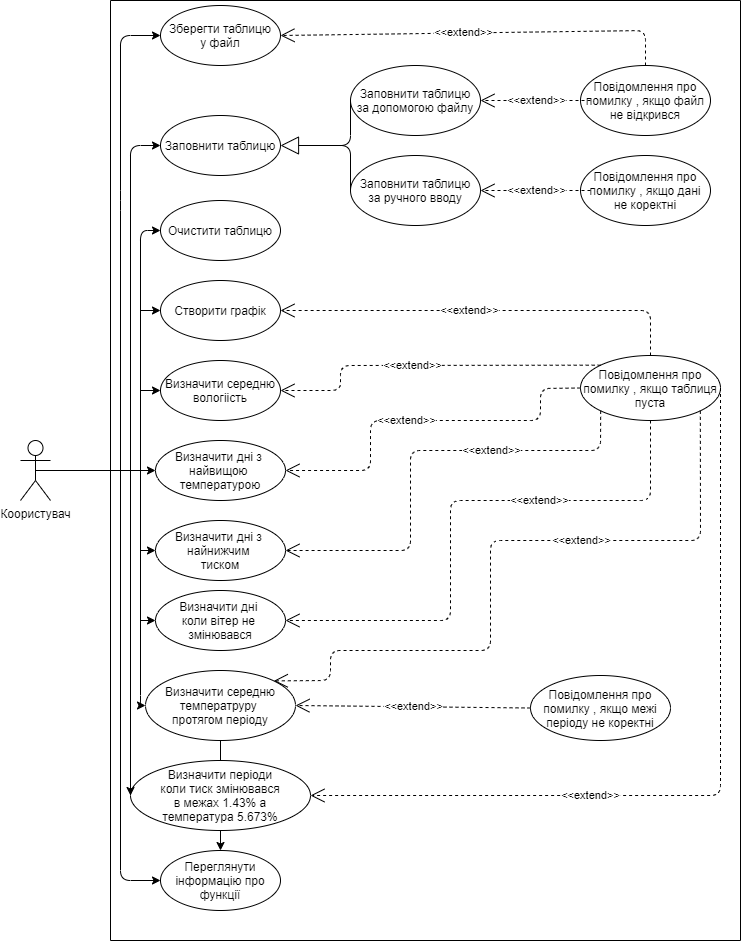 Зберегти таблицю
у файл
<<extend>>
Заповнити таблицю
за допомогою файлу
<<extend>>
Повідомлення про
помилку , якщо файл
не відкрився
Заповнити таблицю
Заповнити таблицю
за ручного вводу
<<extend>>
Повідомлення про
помилку , якщо дані
не коректні
Очистити таблицю
Створити графік
<<extend>>
Визначити середню
вологіість
<<extend>>
Повідомлення про
помилку , якщо таблиця
пуста
<<extend>>
Визначити дні з
найвищою
температурою
<<extend>>
Коористувач
<<extend>>
Визначити дні з
найнижчим
тиском
<<extend>>
Визначити дні
коли вітер не
змінювався
Визначити середню
температруру
протягом періоду
<<extend>>
Повідомлення про
помилку , якщо межі
періоду не коректні
Визначити періоди
коли тиск змінювався
в межах 1.43% а
температура 5.673%
<<extend>>
Переглянути
інформацію про
функції